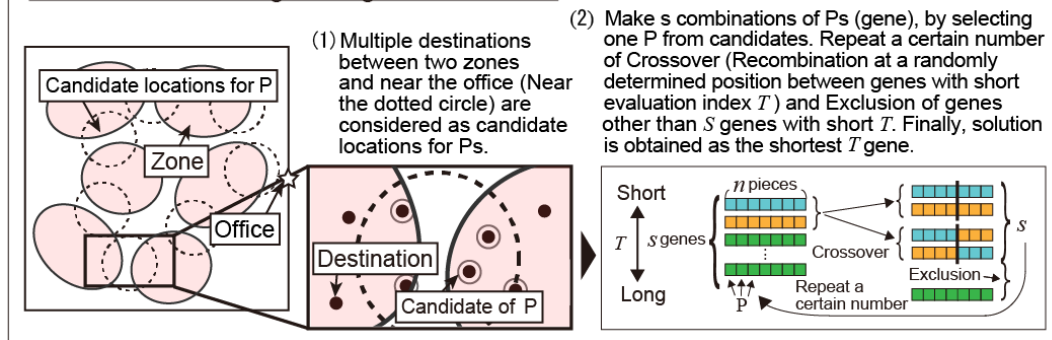 (1) Multiple destinations
between two zones
and near the office (Near
the dotted circle) are
considered as candidate
locations for Ps.
(2) Make s combinations of Ps (gene), by selecting
one P from candidates. Repeat a certain number
of Crossover (Recombination at a randomly
determined position between genes with short
evaluation index T ) and Exclusion of genes
other than S genes with short T. Finally, solution
is obtained as the shortest T gene.
Candidate locations for P
Zone
Office
Destination
Candidate of P
Short
T
Long
n pieces
s genes
P
Crossover
Exclusion
Repeat a
certain number
s